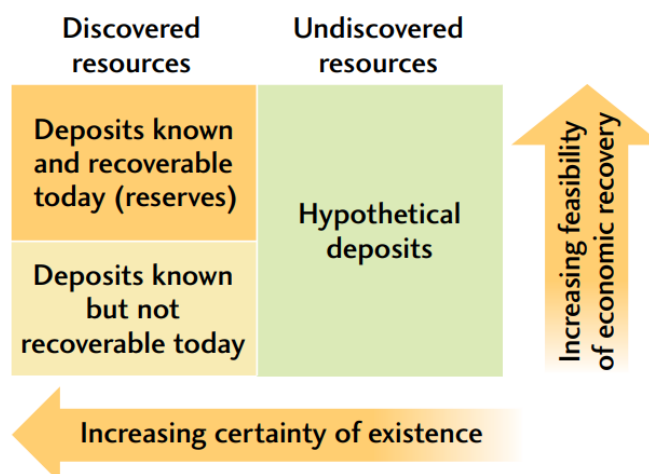 Discovered
resources
Undiscovered
resources
Deposits known
and recoverable
today (reserves)
Hypothetical
deposits
Deposits known
but not
recoverable today
Increasing feasibility
of economic recovery
Increasing certainty of existence